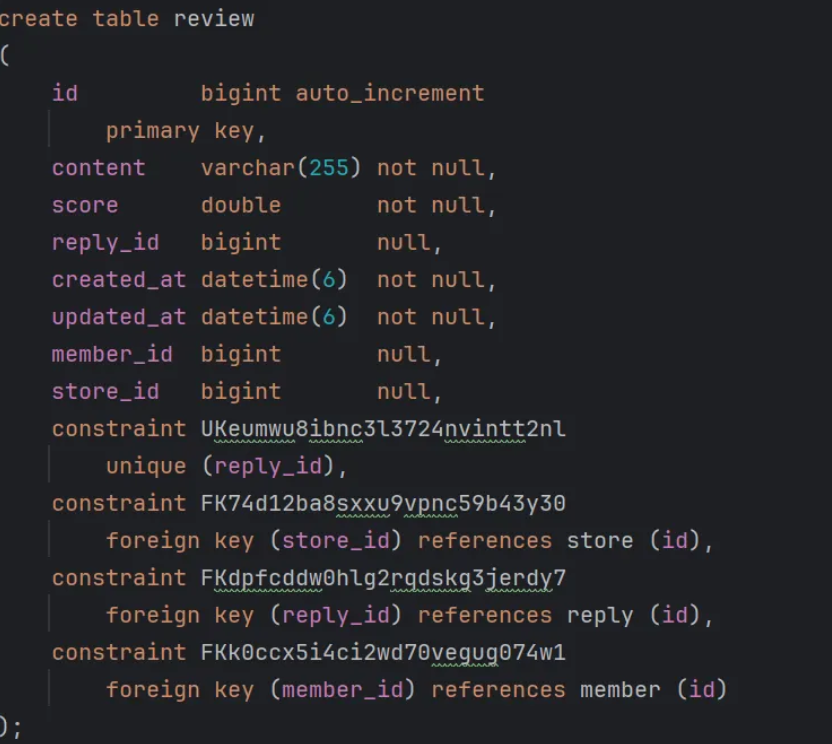 create table review
(
id bigint auto_increment
primary key,
content varchar(255) not null,
score double not null,
reply_id bigint null,
created_at datetime(6) not null,
updated_at datetime(6) not null,
member_id bigint null,
store_id bigint null,
constraint UKeumwu8ibnc3l3724nvintt2nl
unique (reply_id),
constraint FK74d12ba8sxxu9vpnc59b43y30
foreign key (store_id) references store (id),
constraint FKdpfcddw0hlg2rqdskg3jerdy7
foreign key (reply_id) references reply (id),
constraint FKk0ccx5i4ci2wd70vegug074w1
foreign key (member_id) references member (id)
);